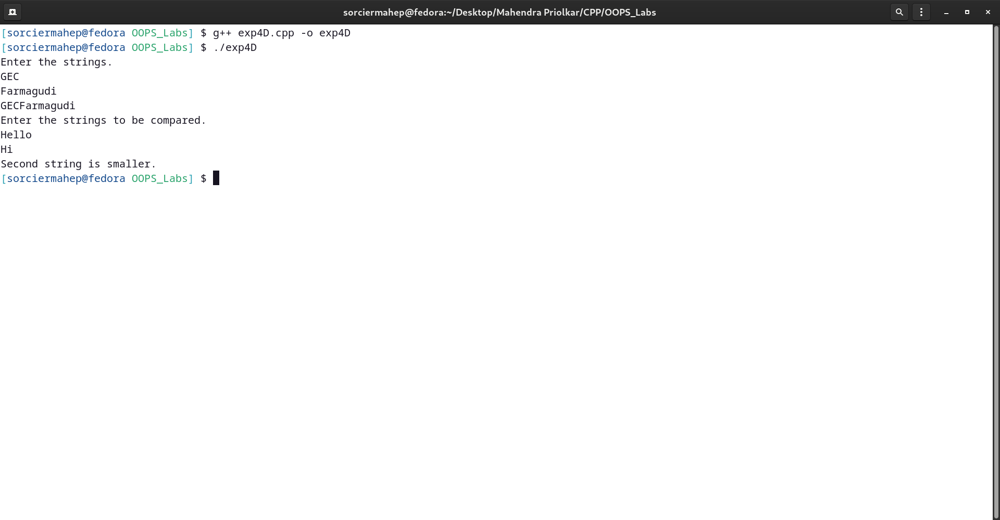 sorciermahep@fedora:~/Desktop/Mahendra Priolkar/CPP/OOPS_Labs
[sorciermahep@fedora OOPS_Labs] $ g++ exp4D.cpp -o exp4D
[sorciermahep@fedora OOPS_Labs] $ ./exp4D
Enter the strings.
GEC
Farmagudi
GECFarmagudi
Enter the strings to be compared.
Hello
Hi
Second string is smaller.
[sorciermahep@fedora OOPS_Labs] $